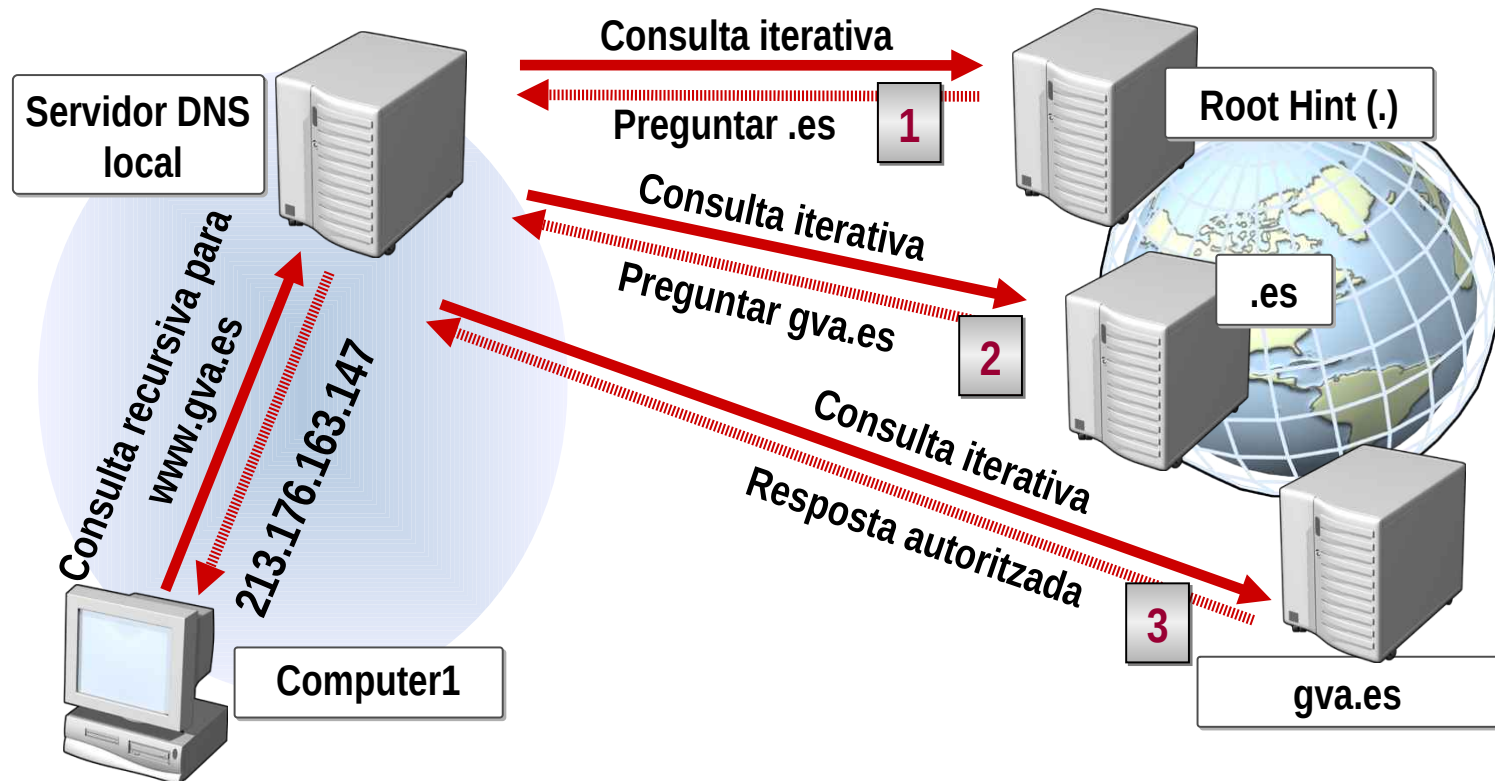 Consulta iterativa
Servidor DNS
local
Root Hint (.)
Preguntar .es
1
Consulta iterativa
Preguntar gva.es
2
.es
Consulta recursiva para
www.gva.es
213.176.163.147
Consulta iterativa
Resposta autoritzada
3
Computer1
gva.es